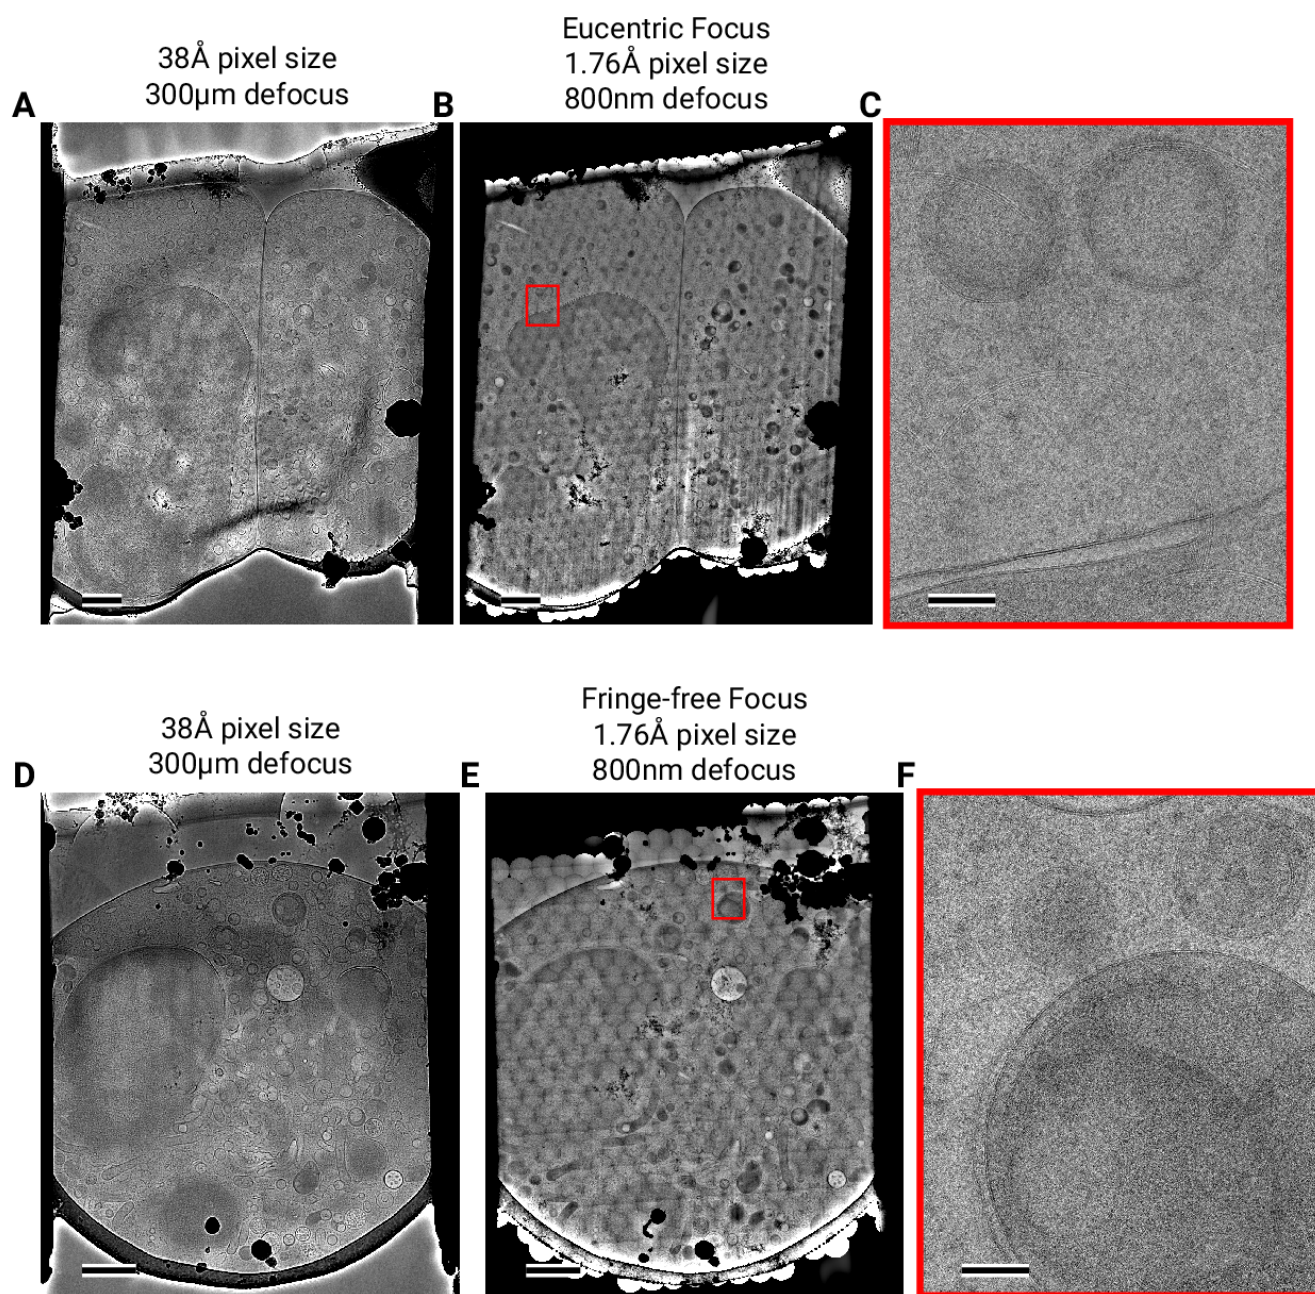 38Å pixel size
300µm defocus
Eucentric Focus
1.76Å pixel size
800nm defocus
A
B
C
38Å pixel size
300µm defocus
Fringe-free Focus
1.76Å pixel size
800nm defocus
D
E
F